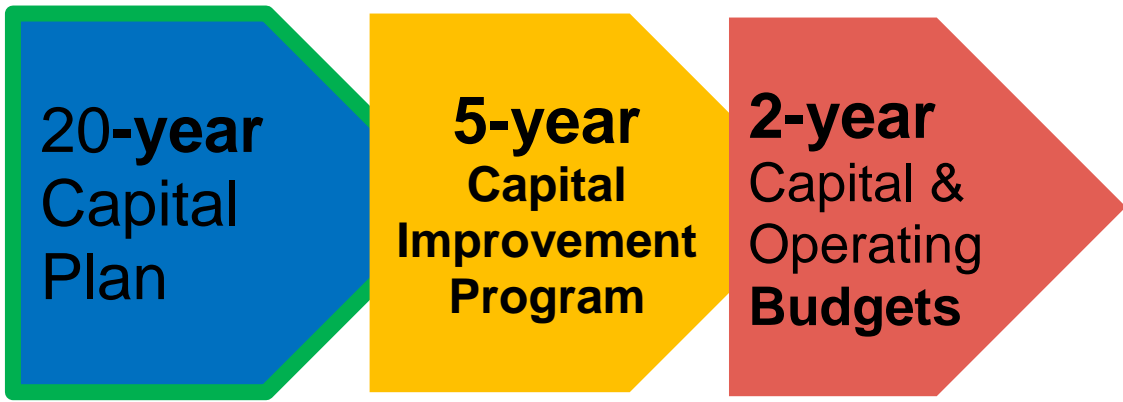 20-year
Capital
Plan
5-year
Capital
Improvement
Program
2-year
Capital &
Operating
Budgets